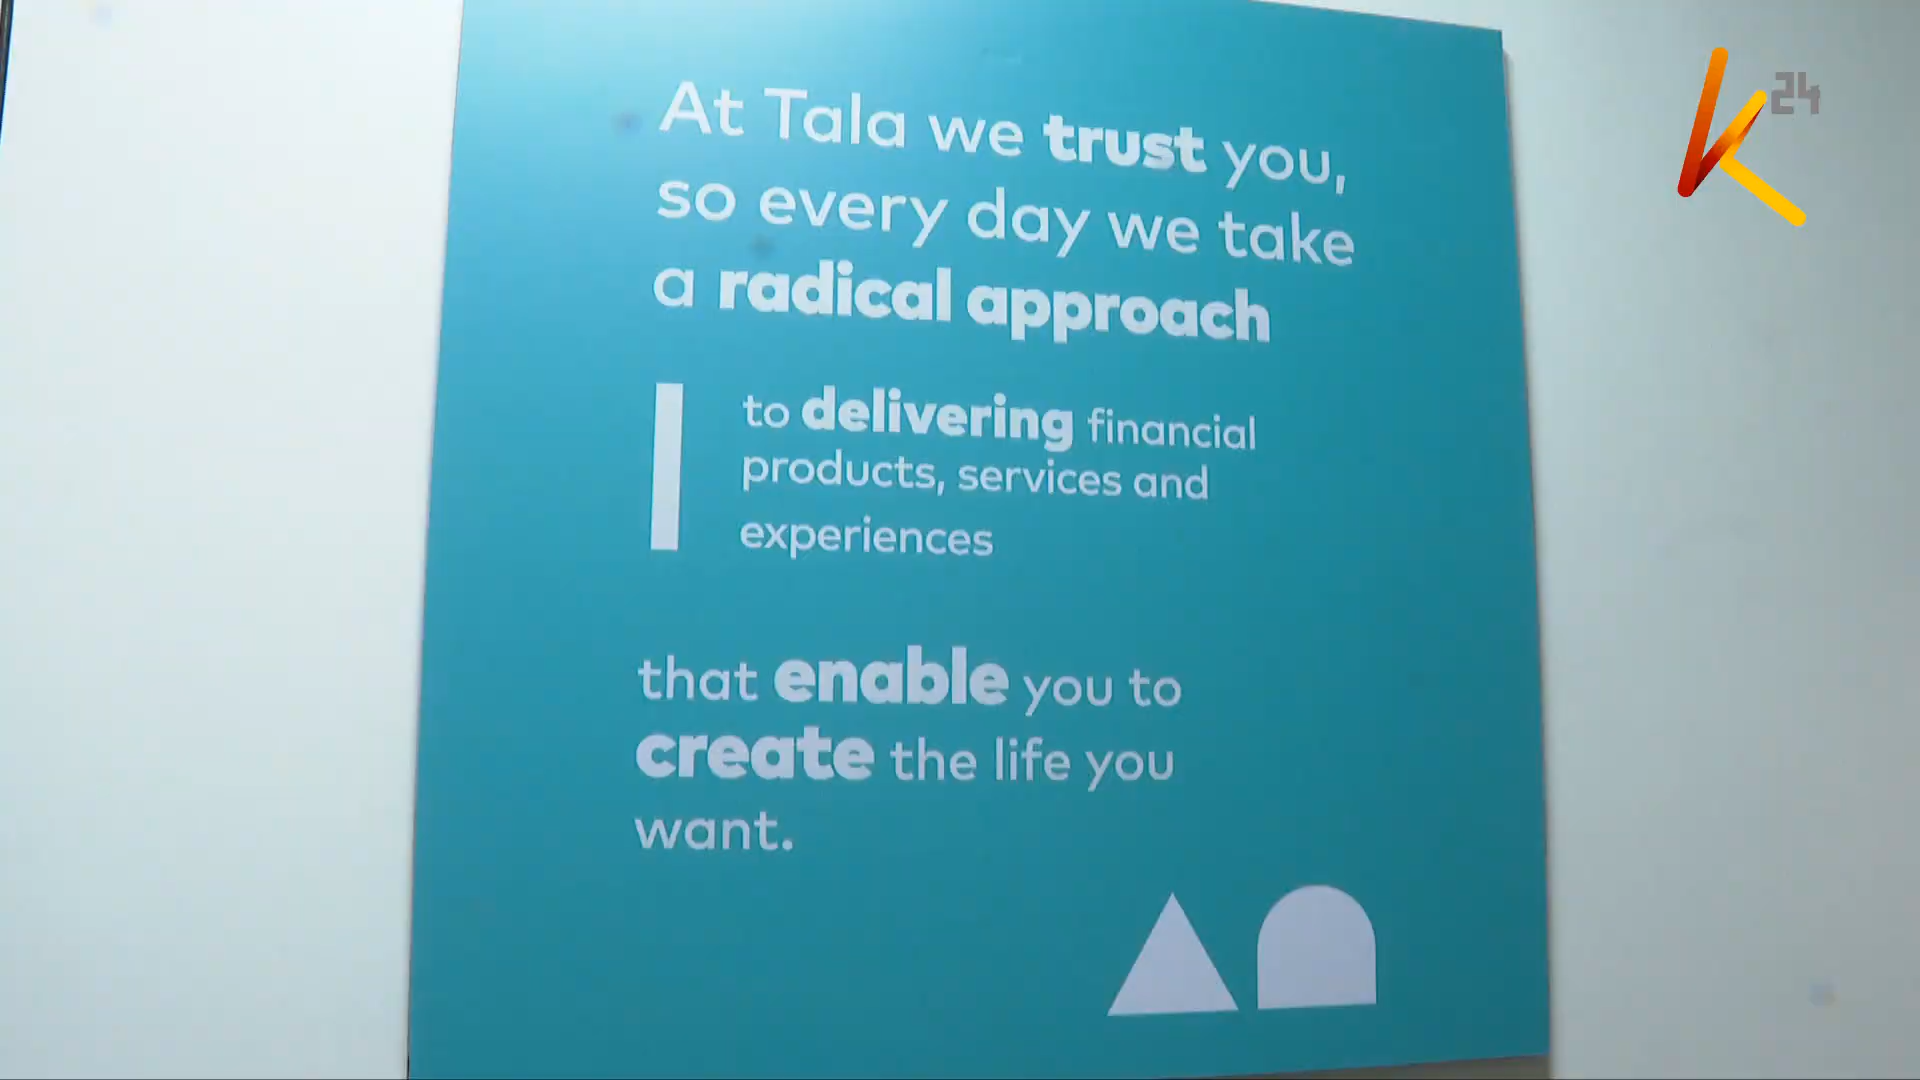 At Tala we trust you,
so every day we take
a radical approach
to delivering financial
products, services and
experiences
that enable you to
create the life you
want.
K24